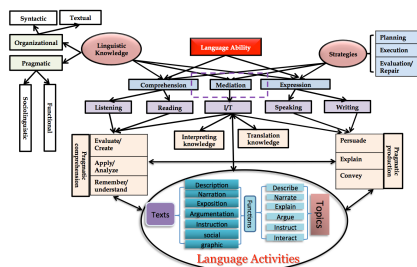 Syntactic
Textual
Organizational
Pragmatic
Sociolinguistic
Functional
Linguistic
Knowledge
Language Ability
Strategies
Planning
Execution
Evaluation/
Repair
Comprehension
Mediation
Expression
Listening
Reading
I/T
Speaking
Writing
Interpreting
knowledge
Translation
knowledge
Pragmatic
comprehension
Evaluate/
Create
Apply/
Analyze
Remember/
understand
Persuade
Explain
Convey
Pragmatic
production
Texts
Description
Narration
Exposition
Argumentation
Instruction
social
graphic
Functions
Describe
Narrate
Explain
Argue
Instruct
Interact
Topics
Language Activities